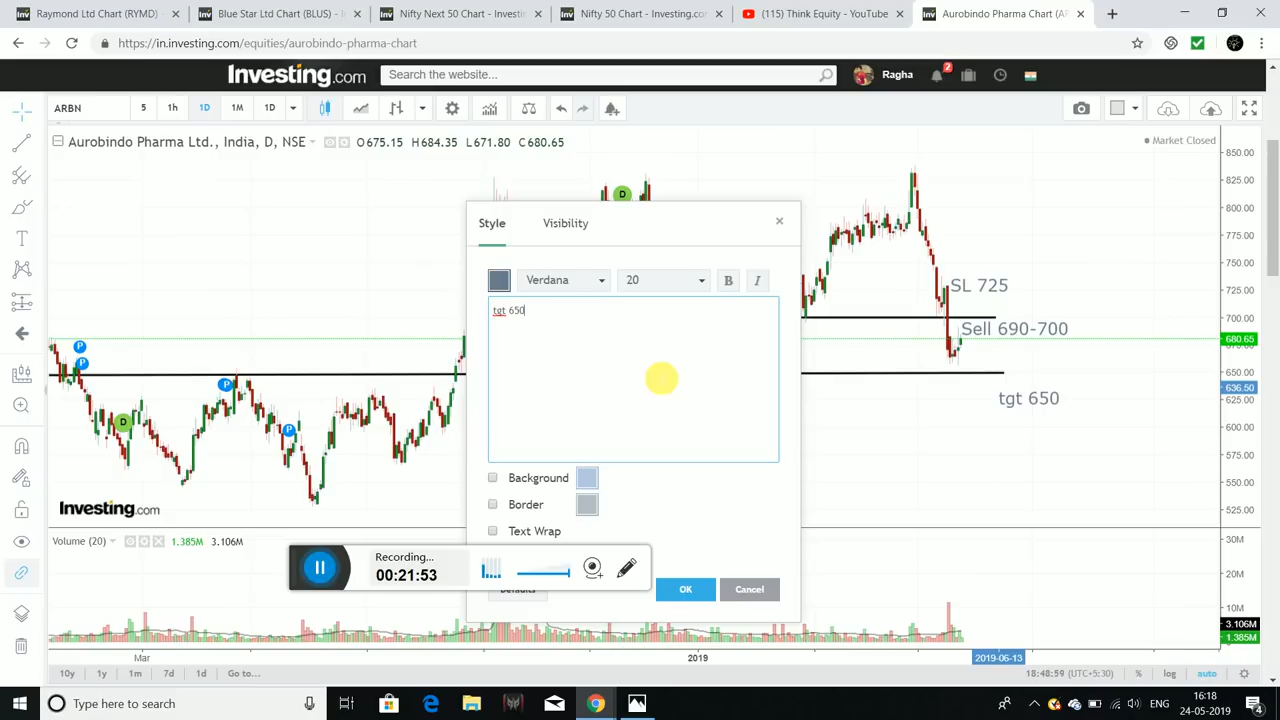 Raymond Ltd Chart (RYMD) -
Blue Star Ltd Chart (BLUS) - I
Nifty Next 50 Chart - Investin
Nifty 50 Chart - Investing.com
(115) Think Equity - YouTube
Aurobindo Pharma Chart (AR
https://in.investing.com/equities/aurobindo-pharma-chart
Investing.com
Search the website...
Ragha
2
ARBN
5
1h
1D
1M
1D
Aurobindo Pharma Ltd., India, D, NSE
O675.15 H684.35 L671.80 C680.65
Market Closed
850.00
825.00
800.00
775.00
750.00
725.00
700.00
680.65
650.00
636.50
625.00
600.00
575.00
550.00
525.00
D
P
P
P
P
D
SL 725
Sell 690-700
tgt 650
Style
Visibility
Verdana
20
B
I
tgt 650
Background
Border
Text Wrap
Defaults
OK
Cancel
Recording...
00:21:53
Investing.com
Volume (20)
1.385M
3.106M
30M
20M
10M
3.106M
1.385M
Mar
2019
2019-06-13
10y
1y
1m
7d
1d
Go to...
18:48:59 (UTC+5:30)
%
log
auto
Type here to search
ENG
16:18
24-05-2019
4